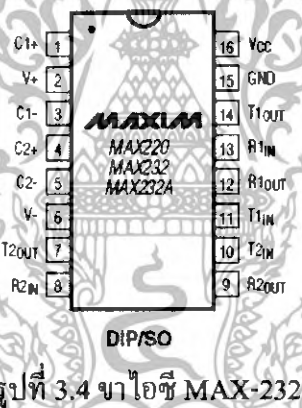 C1+ 1 16 VCC
V+ 2 15 GND
C1- 3 14 T1OUT
MAXIM
C2+ 4 MAX220 13 R1IN
MAX232
C2- 5 MAX232A 12 R1OUT
V- 6 11 T1IN
T2OUT 7 10 T2IN
R2IN 8 9 R2OUT
DIP/SO
รูปที่ 3.4 ขาไอซี MAX-232